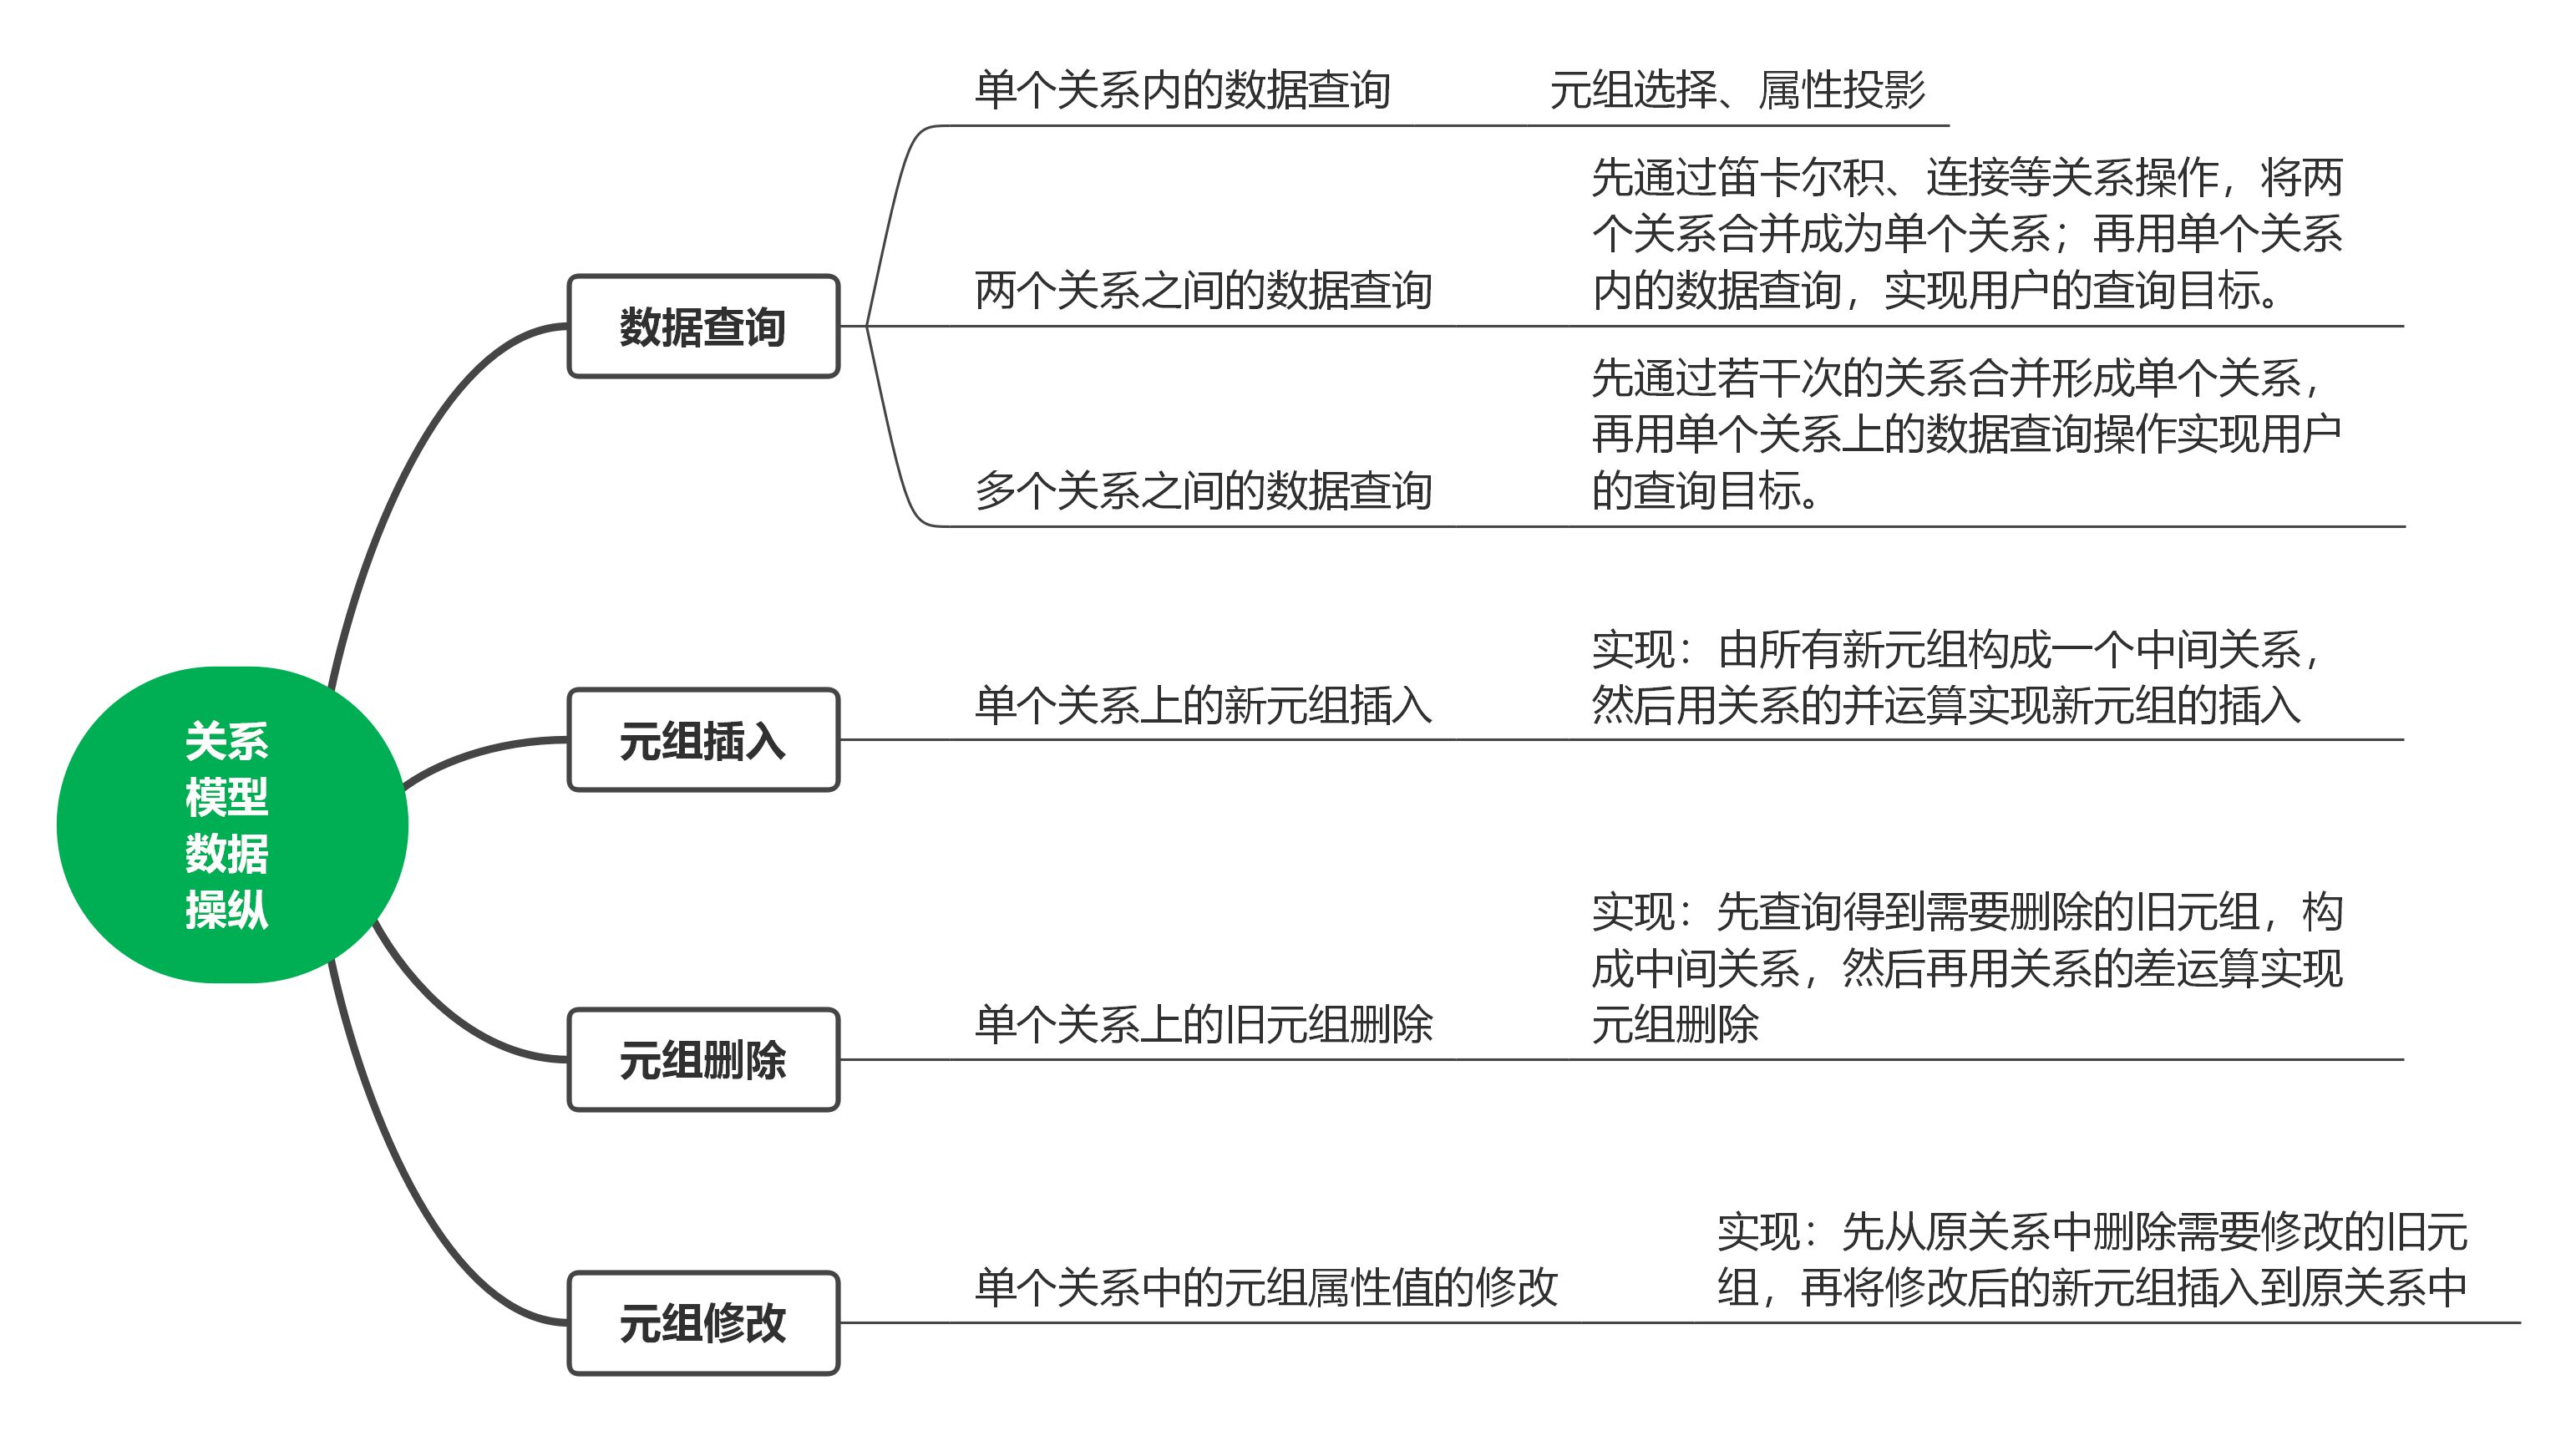 关系
模型
数据
操纵
数据查询
单个关系内的数据查询
元组选择、属性投影
两个关系之间的数据查询
先通过笛卡尔积、连接等关系操作，将两
个关系合并成为单个关系；再用单个关系
内的数据查询，实现用户的查询目标。
多个关系之间的数据查询
先通过若干次的关系合并形成单个关系，
再用单个关系上的数据查询操作实现用户
的查询目标。
元组插入
单个关系上的新元组插入
实现：由所有新元组构成一个中间关系，
然后用关系的并运算实现新元组的插入
元组删除
单个关系上的旧元组删除
实现：先查询得到需要删除的旧元组，构
成中间关系，然后再用关系的差运算实现
元组删除
元组修改
单个关系中的元组属性值的修改
实现：先从原关系中删除需要修改的旧元
组，再将修改后的新元组插入到原关系中